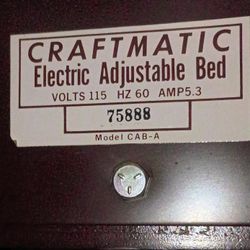 CRAFTMATIC
Electric Adjustable Bed
VOLTS 115 HZ 60 AMP5.3
75888
Model CAB-A